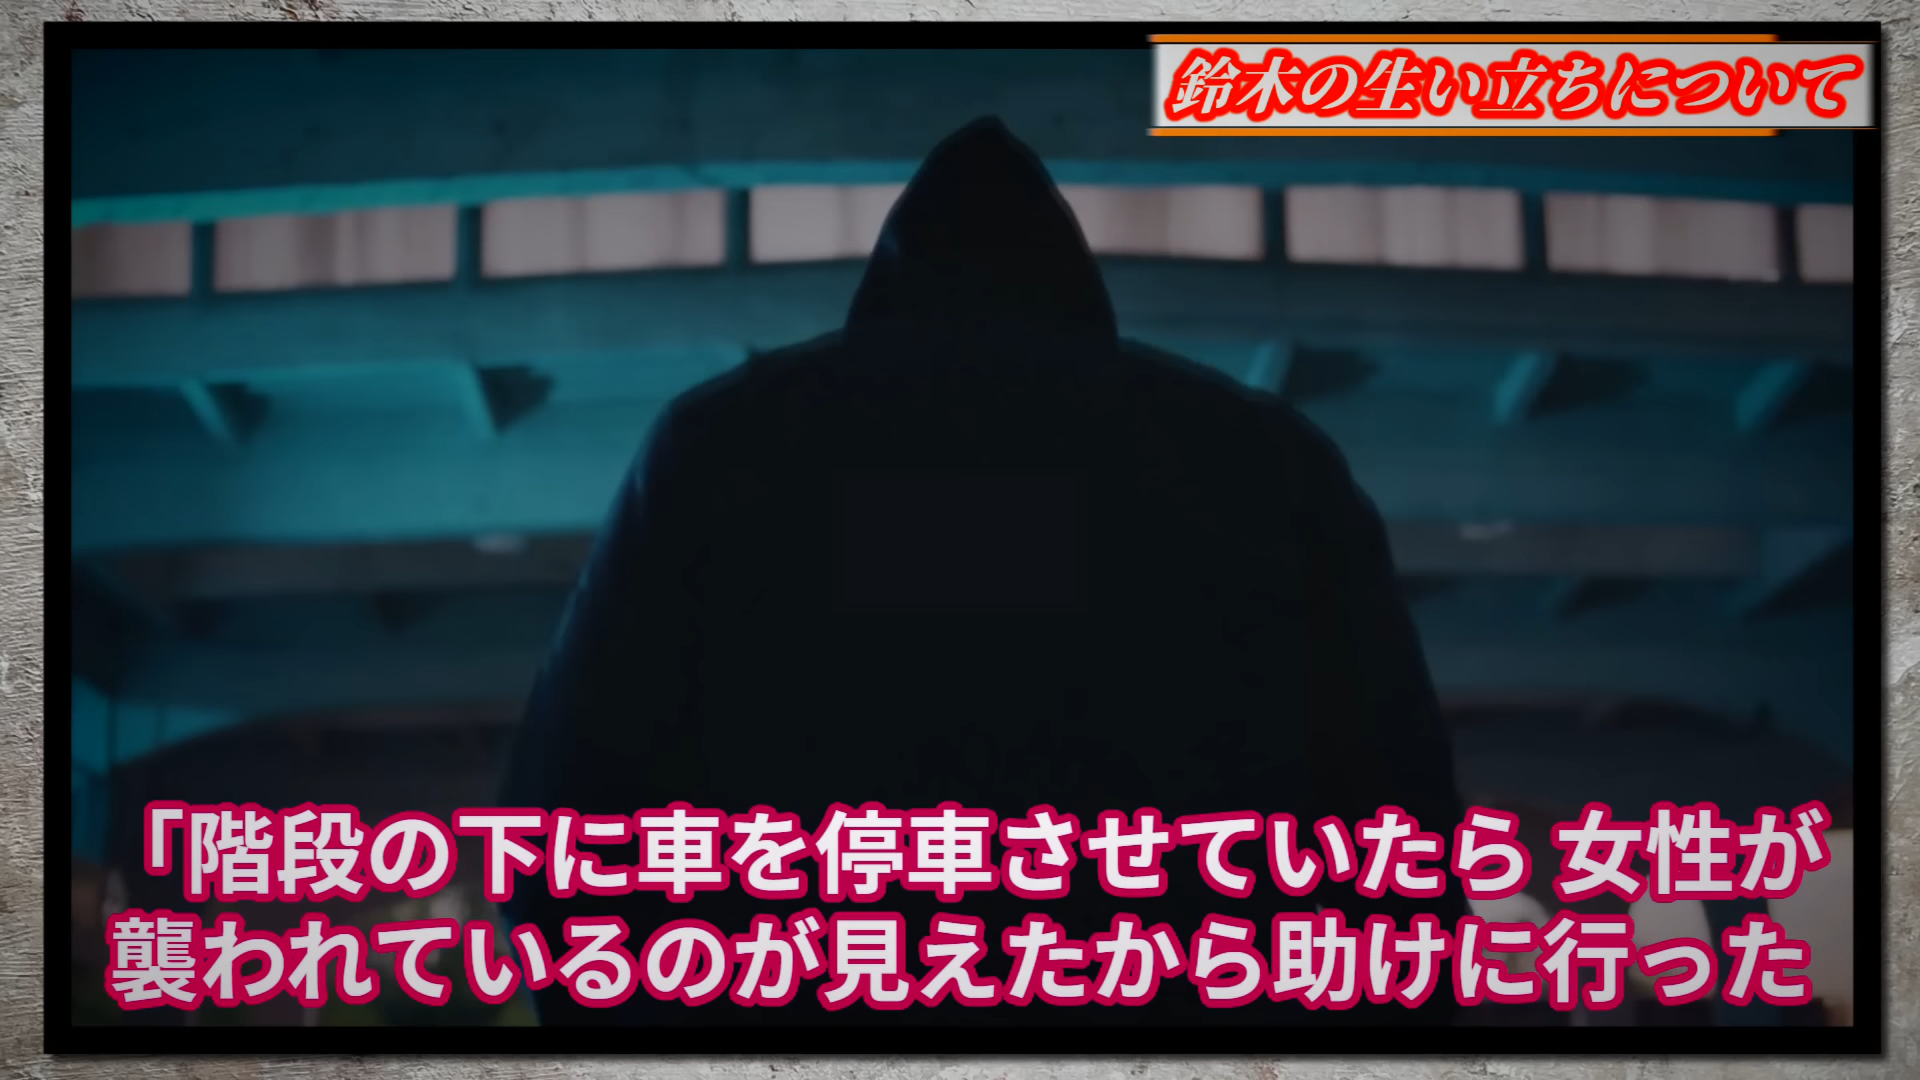 鈴木の生い立ちについて
「階段の下に車を停車させていたら 女性が
襲われているのが見えたから助けに行った